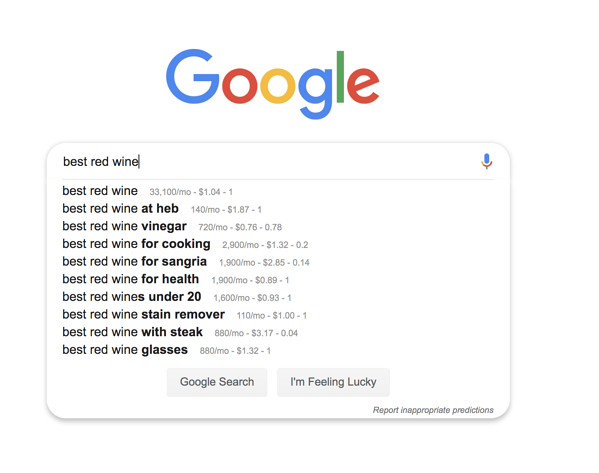 Google
best red wine
best red wine 33,100/mo - $1.04 - 1
best red wine at heb 140/mo - $1.87 - 1
best red wine vinegar 720/mo - $0.76 - 0.78
best red wine for cooking 2,900/mo - $1.32 - 0.2
best red wine for sangria 1,900/mo - $2.85 - 0.14
best red wine for health 1,900/mo - $0.89 - 1
best red wines under 20 1,600/mo - $0.93 - 1
best red wine stain remover 110/mo - $1.00 - 1
best red wine with steak 880/mo - $3.17 - 0.04
best red wine glasses 880/mo - $1.32 - 1
Google Search I'm Feeling Lucky
Report inappropriate predictions